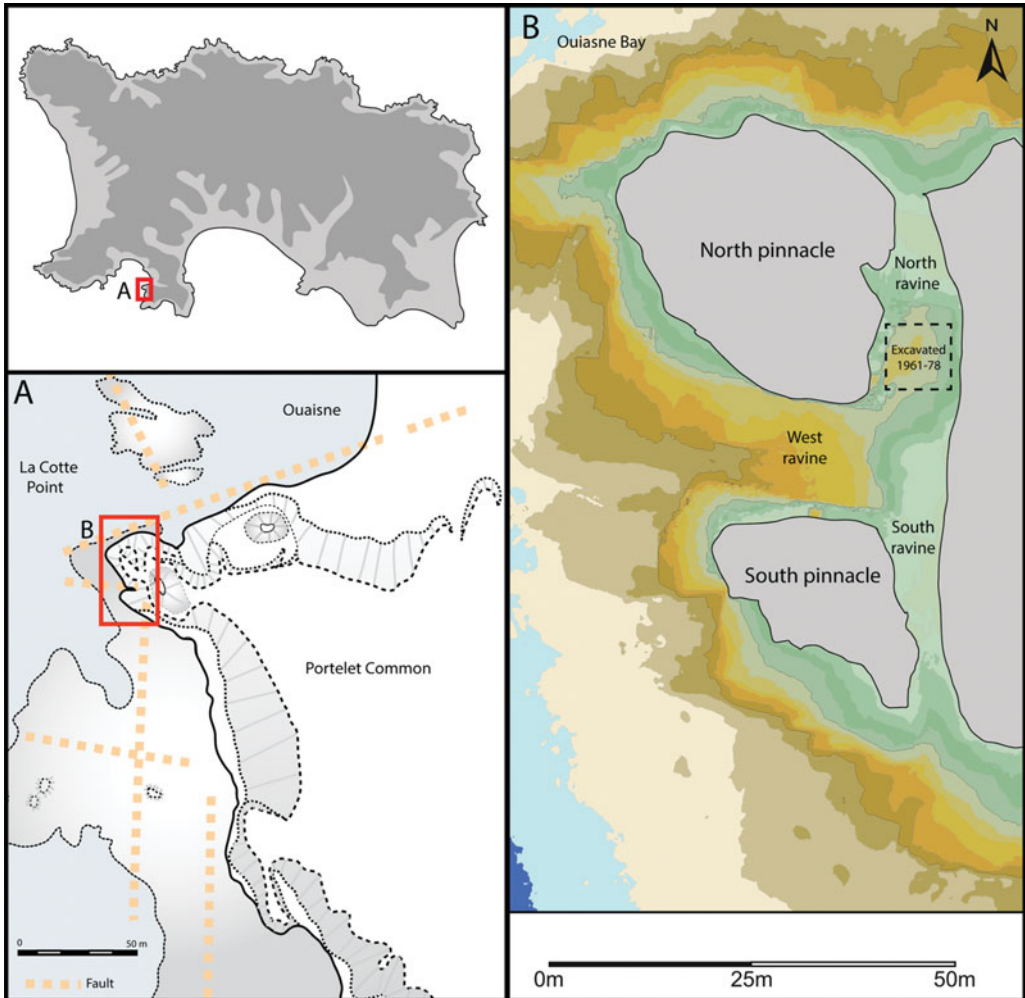 A
A
Ouaisne
La Cotte
Point
B
Portelet Common
0 50 m
Fault
B
Ouiasne Bay
N
North pinnacle
North
ravine
Excavated
1961-78
West
ravine
South
ravine
South pinnacle
0m 25m 50m